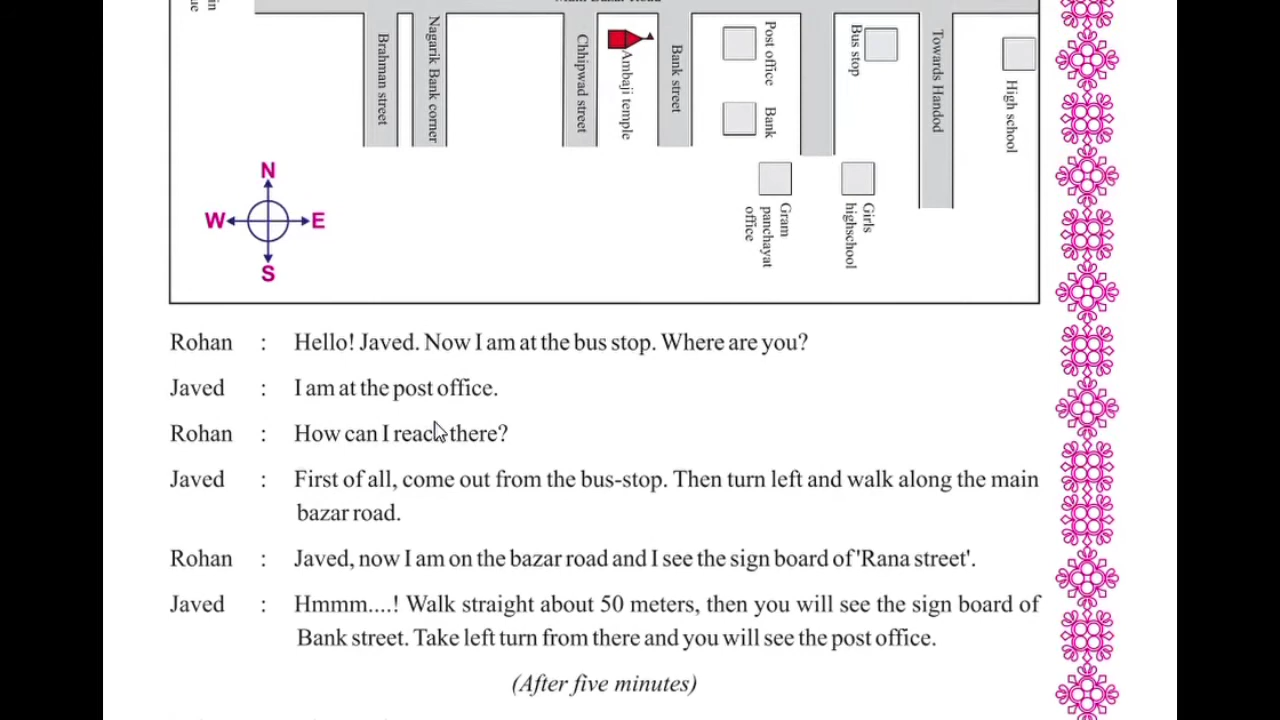 Main Bazar Road
Brahman street
Nagarik Bank corner
Chhipwad street
Ambaji temple
Bank street
Post office
Bank
Bus stop
Towards Handod
High school
Gram
panchayat
office
Girls
highschool
N
W
E
S
Rohan : Hello! Javed. Now I am at the bus stop. Where are you?
Javed : I am at the post office.
Rohan : How can I reach there?
Javed : First of all, come out from the bus-stop. Then turn left and walk along the main
bazar road.
Rohan : Javed, now I am on the bazar road and I see the sign board of 'Rana street'.
Javed : Hmmm....! Walk straight about 50 meters, then you will see the sign board of
Bank street. Take left turn from there and you will see the post office.
(After five minutes)